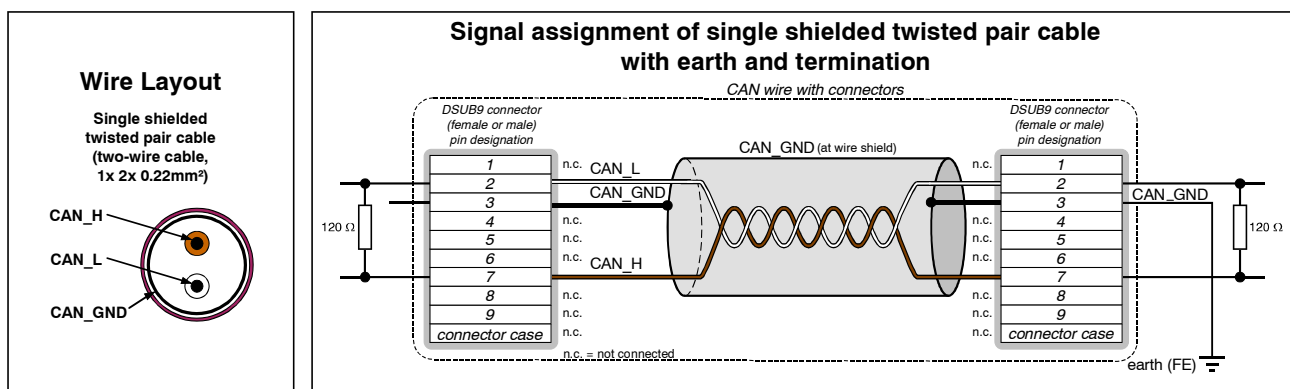 Wire Layout
Single shielded
twisted pair cable
(two-wire cable,
1x 2x 0.22mm²)
CAN_H
CAN_L
CAN_GND
Signal assignment of single shielded twisted pair cable
with earth and termination
CAN wire with connectors
DSUB9 connector
(female or male)
pin designation
120 Ω
1
2
3
4
5
6
7
8
9
connector case
n.c.
n.c.
n.c.
n.c.
n.c.
n.c.
n.c.
n.c. = not connected
CAN_L
CAN_GND
CAN_H
CAN_GND (at wire shield)
DSUB9 connector
(female or male)
pin designation
n.c.
n.c.
n.c.
n.c.
n.c.
n.c.
n.c.
1
2
3
4
5
6
7
8
9
connector case
CAN_GND
120 Ω
earth (FE)